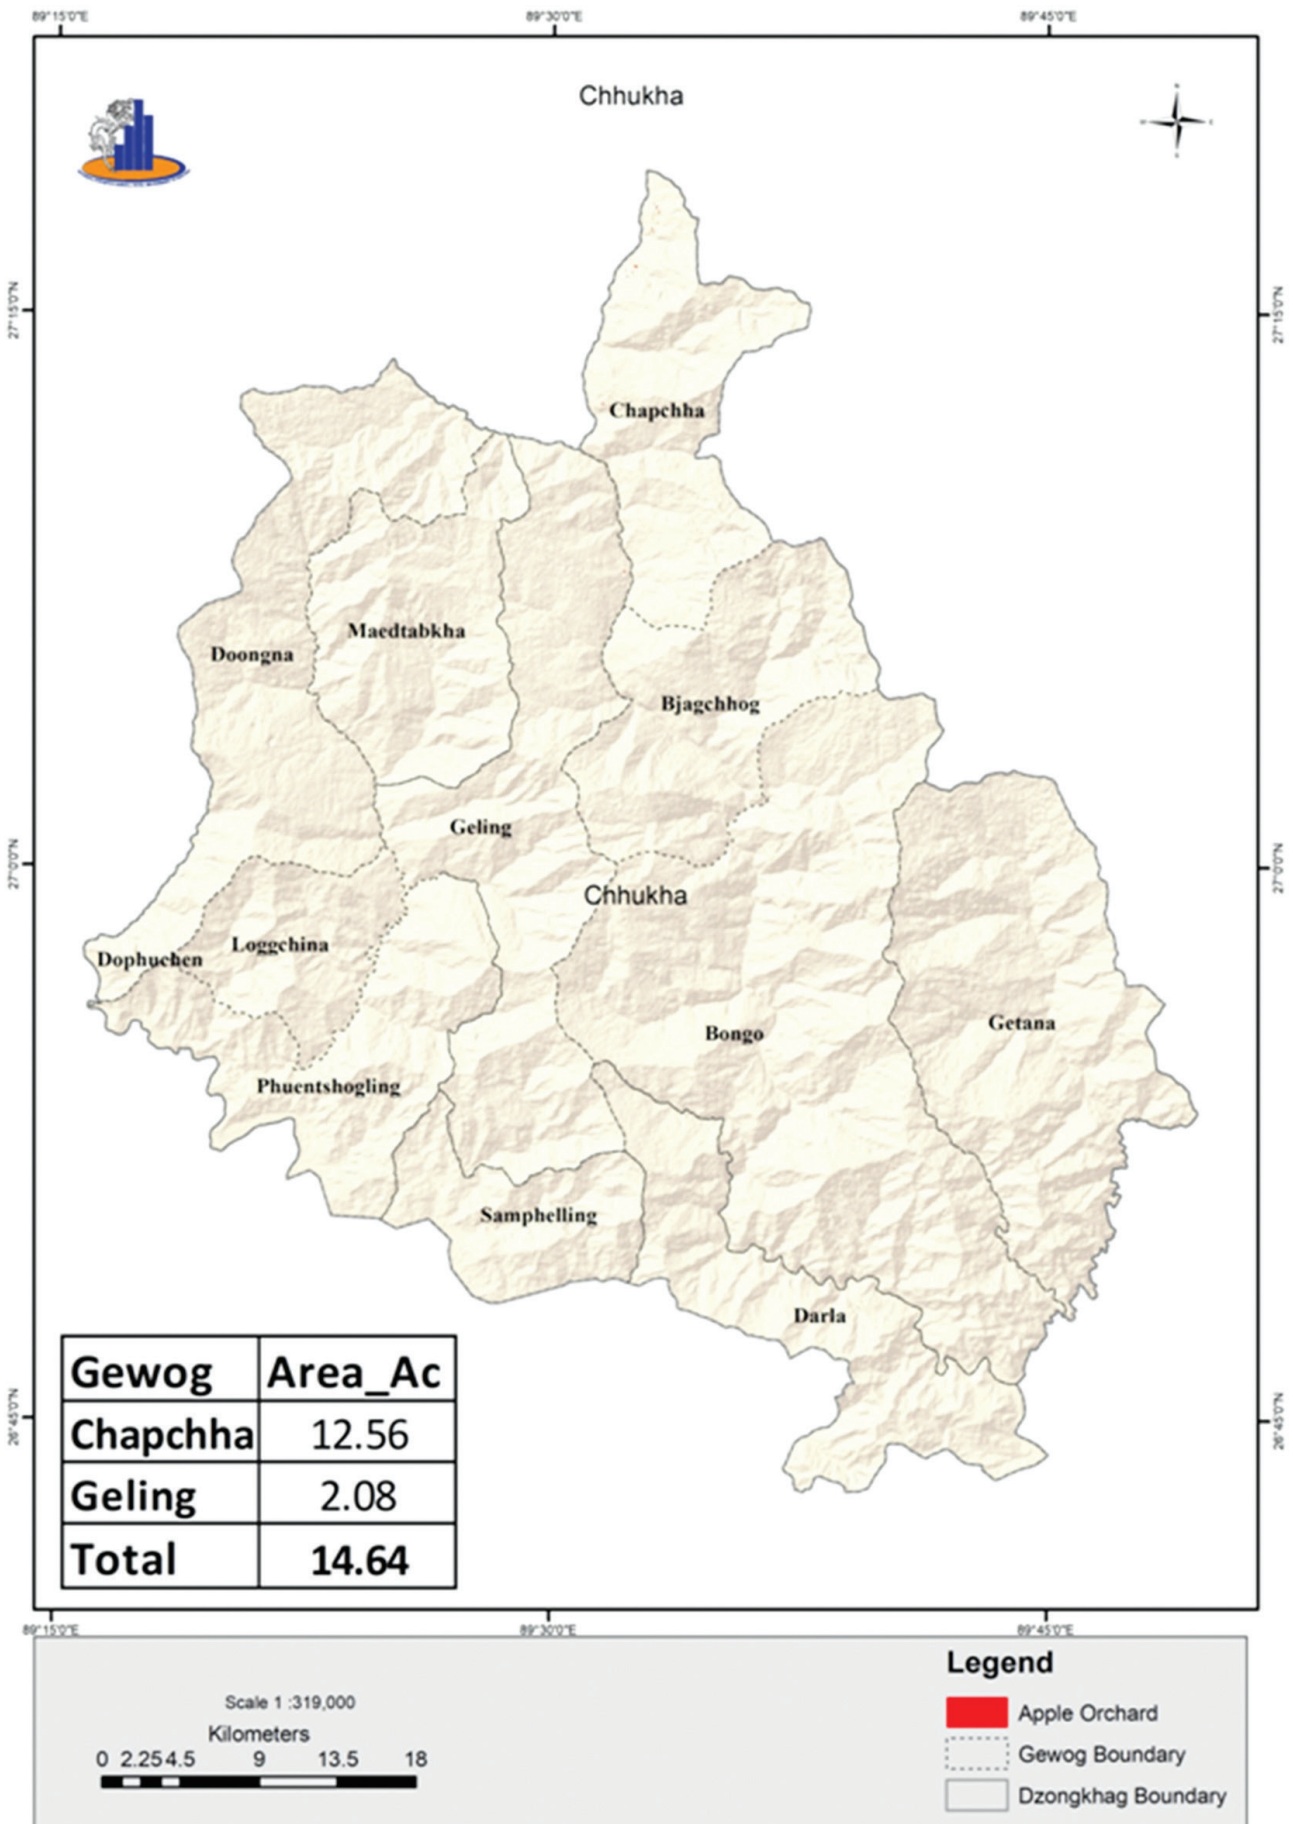 89°15'0"E 89°30'0"E 89°45'0"E
Chhukha
27°15'0"N 27°15'0"N
Chapchha
Maedtabkha
Doongna
Bjagchhog
Geling
27°0'0"N 27°0'0"N
Chhukha
Loggchina
Dophuchen
Getana
Bongo
Phuentshogling
Samphelling
Darla
Gewog Area_Ac
Chapchha 12.56
Geling 2.08
Total 14.64
26°45'0"N 26°45'0"N
89°15'0"E 89°30'0"E 89°45'0"E
Legend
Scale 1 :319,000
Apple Orchard
Kilometers
Gewog Boundary
0 2.25 4.5 9 13.5 18
Dzongkhag Boundary